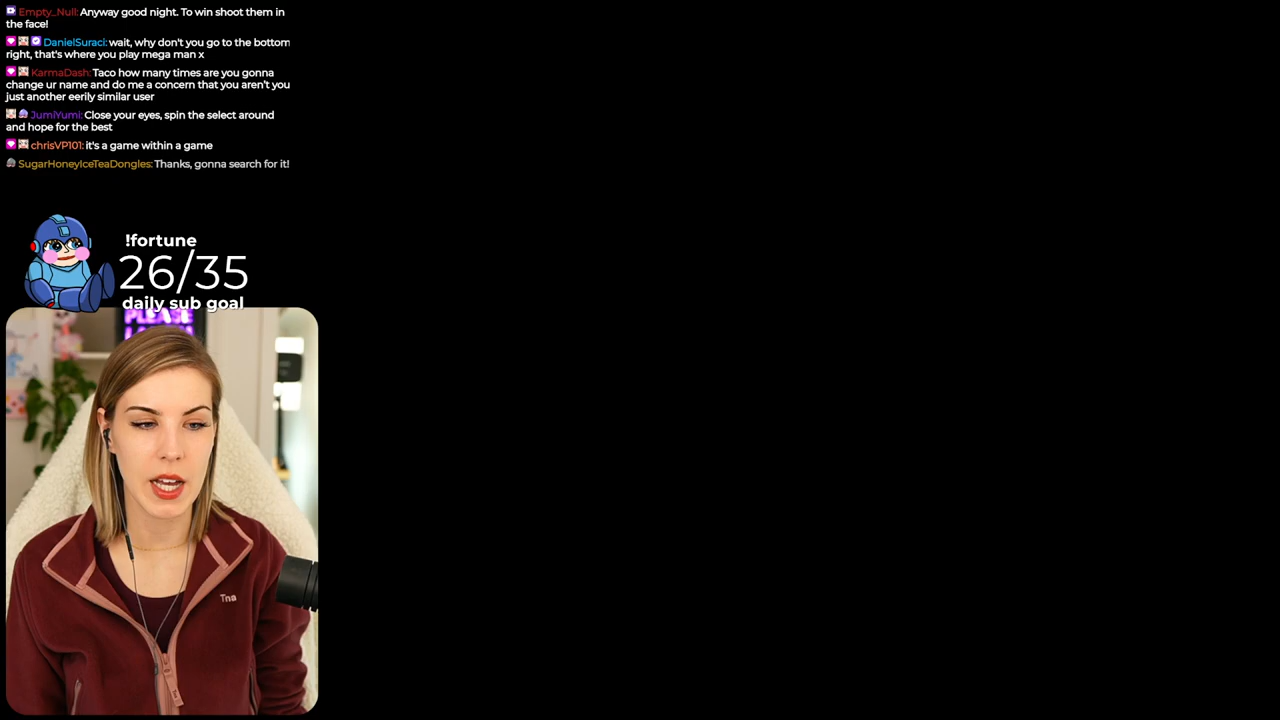 Empty_Null: Anyway good night. To win shoot them in
the face!
DanielSuraci: wait, why don't you go to the bottom
right, that's where you play mega man x
KarmaDash: Taco how many times are you gonna
change ur name and do me a concern that you aren't you
just another eerily similar user
JumiYumi: Close your eyes, spin the select around
and hope for the best
chrisVP101: it's a game within a game
SugarHoneyIceTeaDongles: Thanks, gonna search for it!
!fortune
26/35
daily sub goal
PLEASE
Tna